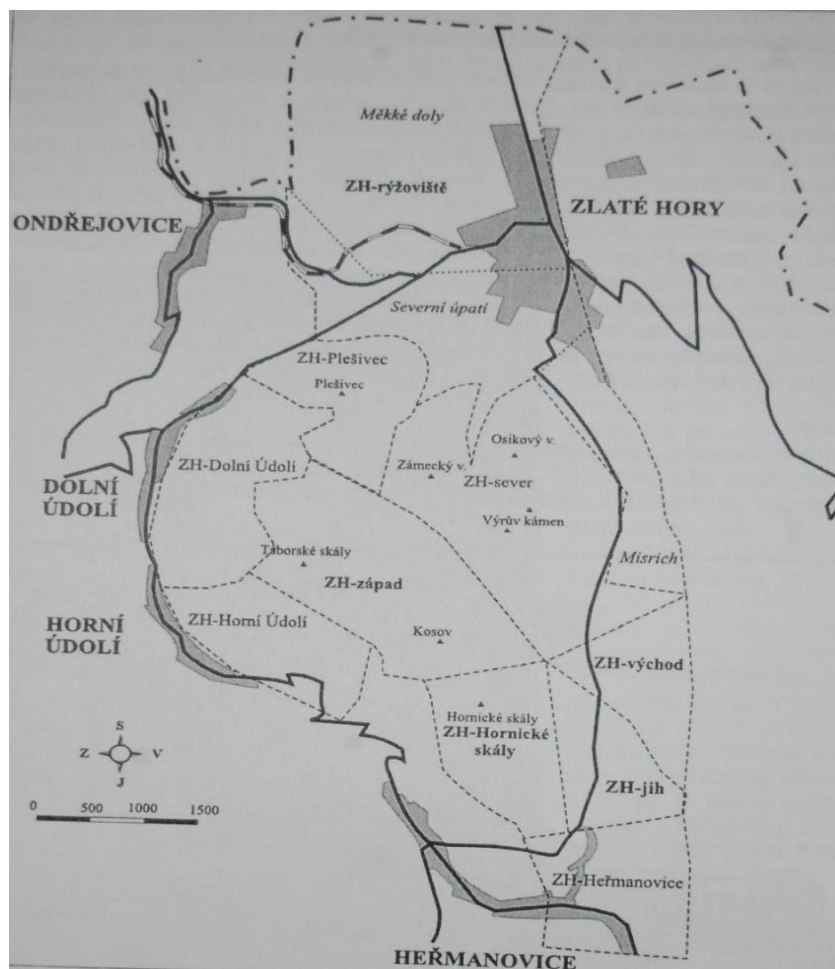 Měkké doly
ZH-rýžoviště
ONDŘEJOVICE
ZLATÉ HORY
Severní úpatí
ZH-Plešivec
Plešivec
Osikový v.
ZH-Dolní Údolí
Zámecký v.
ZH-sever
DOLNÍ
ÚDOLÍ
Výrův kámen
Táborské skály
Misrich
ZH-západ
HORNÍ
ÚDOLÍ
ZH-Horní Údolí
Kosov
ZH-východ
Hornické skály
ZH-Hornické
skály
S
Z V
J
ZH-jih
0 500 1000 1500
ZH-Heřmanovice
HEŘMANOVICE